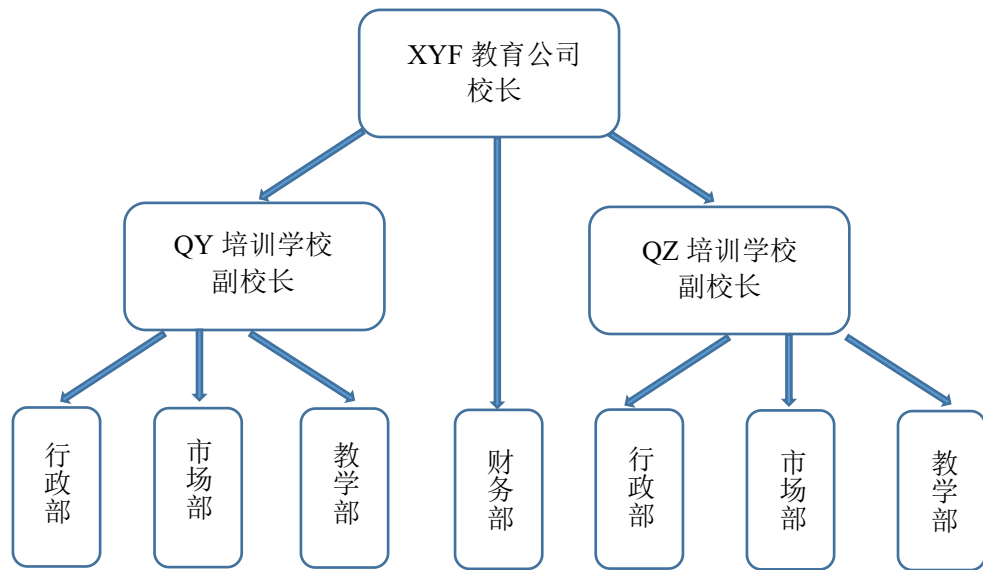 XYF 教育公司
校长
QY 培训学校
副校长
QZ 培训学校
副校长
行政部
市场部
教学部
财务部
行政部
市场部
教学部